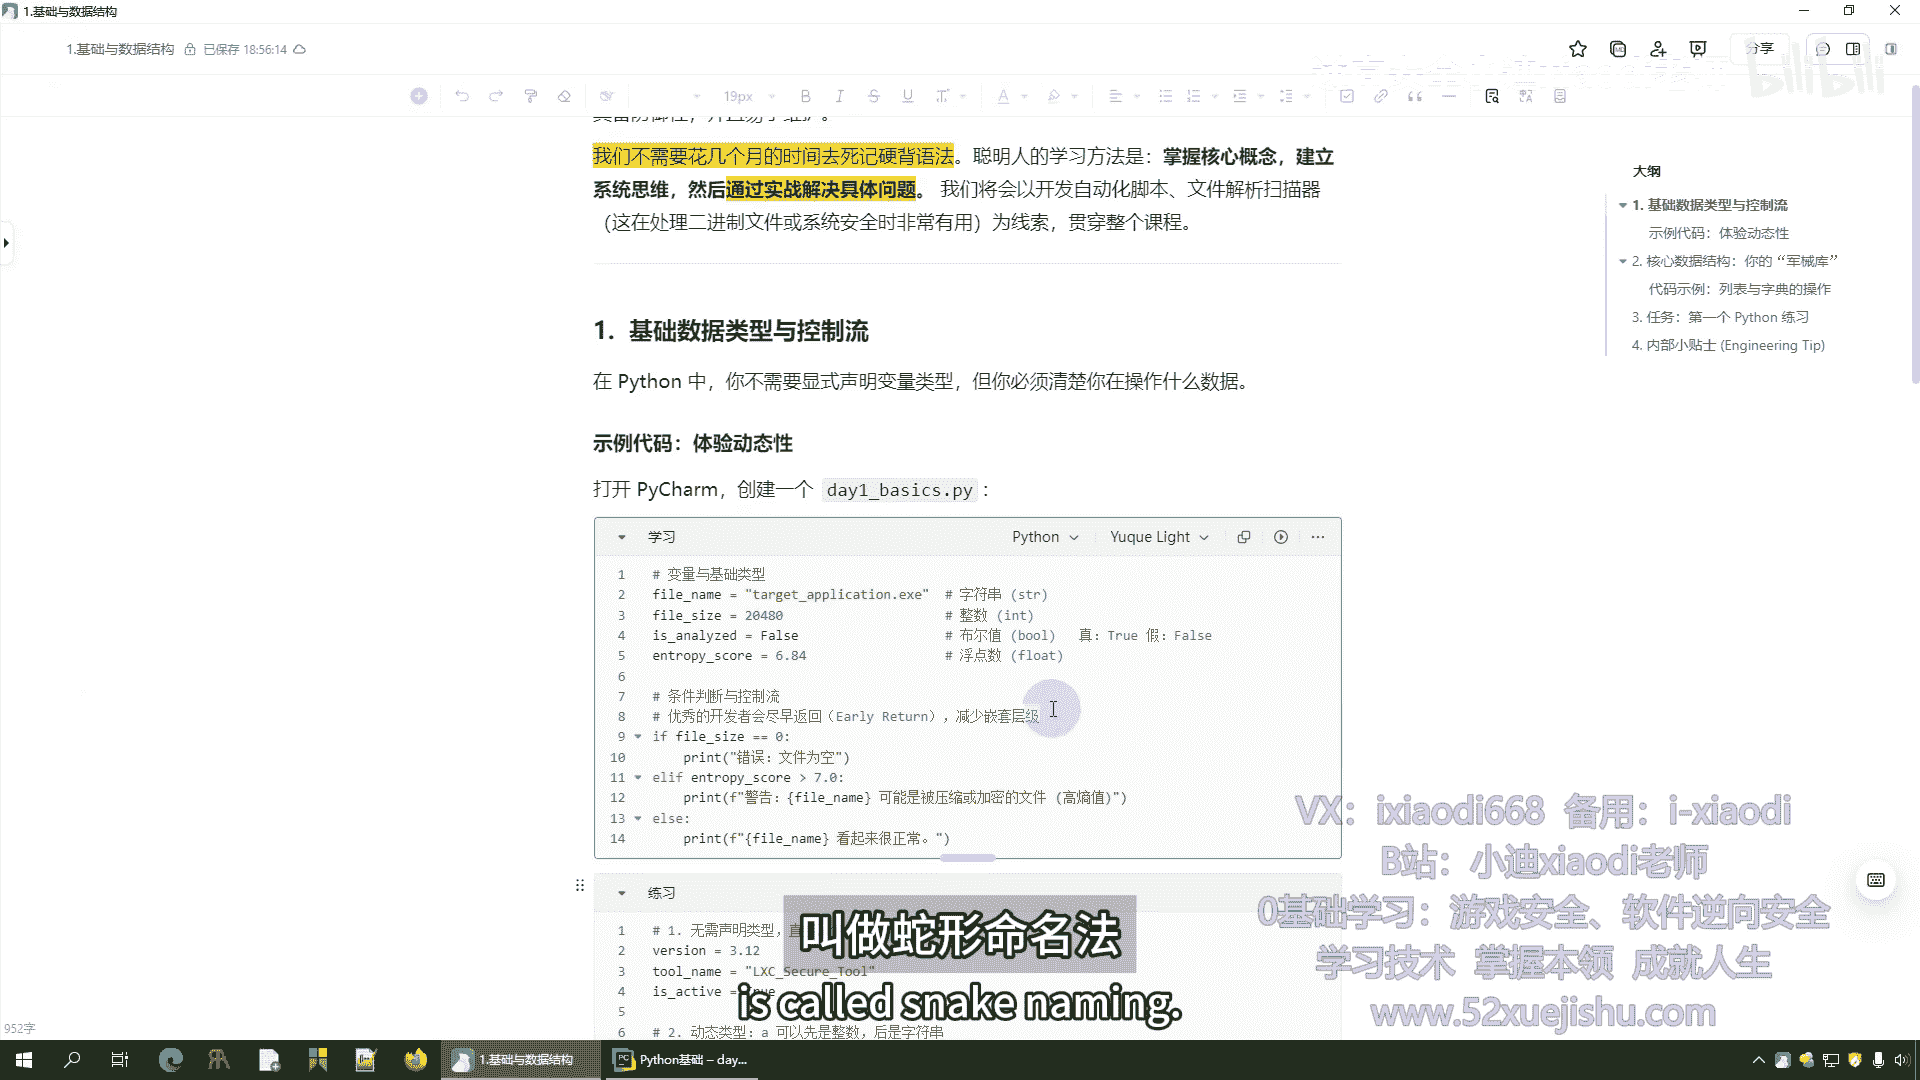 1.基础与数据结构
1.基础与数据结构 已保存 18:56:14
分享
bilibili
19px
我们不需要花几个月的时间去死记硬背语法。聪明人的学习方法是：掌握核心概念，建立
系统思维，然后通过实战解决具体问题。 我们将会以开发自动化脚本、文件解析扫描器
（这在处理二进制文件或系统安全时非常有用）为线索，贯穿整个课程。
1. 基础数据类型与控制流
在 Python 中，你不需要显式声明变量类型，但你必须清楚你在操作什么数据。
示例代码：体验动态性
打开 PyCharm，创建一个 day1_basics.py：
学习 Python Yuque Light
1 # 变量与基础类型
2 file_name = "target_application.exe" # 字符串 (str)
3 file_size = 20480 # 整数 (int)
4 is_analyzed = False # 布尔值 (bool) 真：True 假：False
5 entropy_score = 6.84 # 浮点数 (float)
6
7 # 条件判断与控制流
8 # 优秀的开发者会尽早返回（Early Return），减少嵌套层级
9 if file_size == 0:
10 print("错误：文件为空")
11 elif entropy_score > 7.0:
12 print(f"警告：{file_name} 可能是被压缩或加密的文件 (高熵值)")
13 else:
14 print(f"{file_name} 看起来很正常。")
练习
1 # 1. 无需声明类型，
2 version = 3.12
3 tool_name = "LXC_Secure_Tool"
4 is_active =
5
6 # 2. 动态类型：a 可以先是整数，后是字符串
大纲
1. 基础数据类型与控制流
示例代码：体验动态性
2. 核心数据结构：你的“军械库”
代码示例：列表与字典的操作
3. 任务：第一个 Python 练习
4. 内部小贴士 (Engineering Tip)
叫做蛇形命名法
is called snake naming.
VX：ixiaodi668 备用：i-xiaodi
B站：小迪xiaodi老师
0基础学习：游戏安全、软件逆向安全
学习技术 掌握本领 成就人生
www.52xuejishu.com
952字
1.基础与数据结构
Python基础 – day...